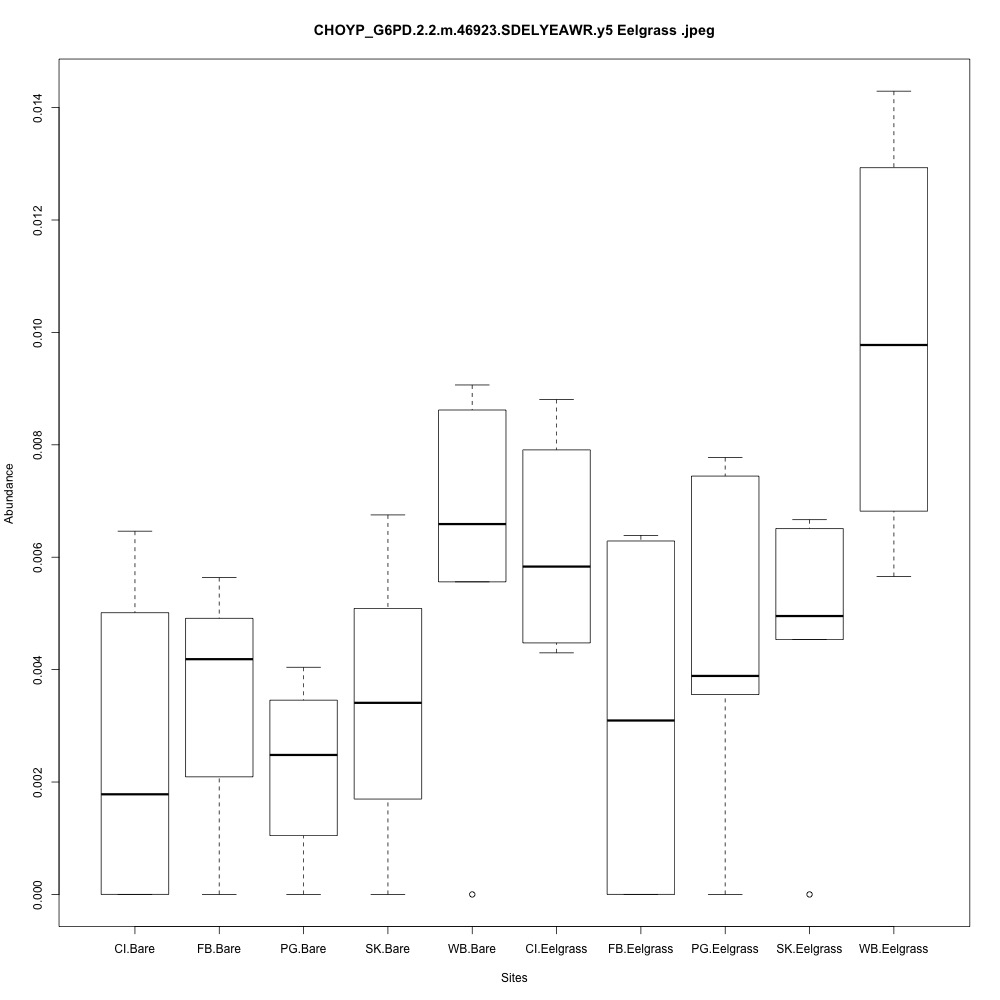 CHOYP_G6PD.2.2.m.46923.SDELYEAWR.y5 Eelgrass .jpeg
0.014
0.012
0.010
0.008
0.006
0.004
0.002
0.000
Abundance
CI.Bare FB.Bare PG.Bare SK.Bare WB.Bare CI.Eelgrass FB.Eelgrass PG.Eelgrass SK.Eelgrass WB.Eelgrass
Sites